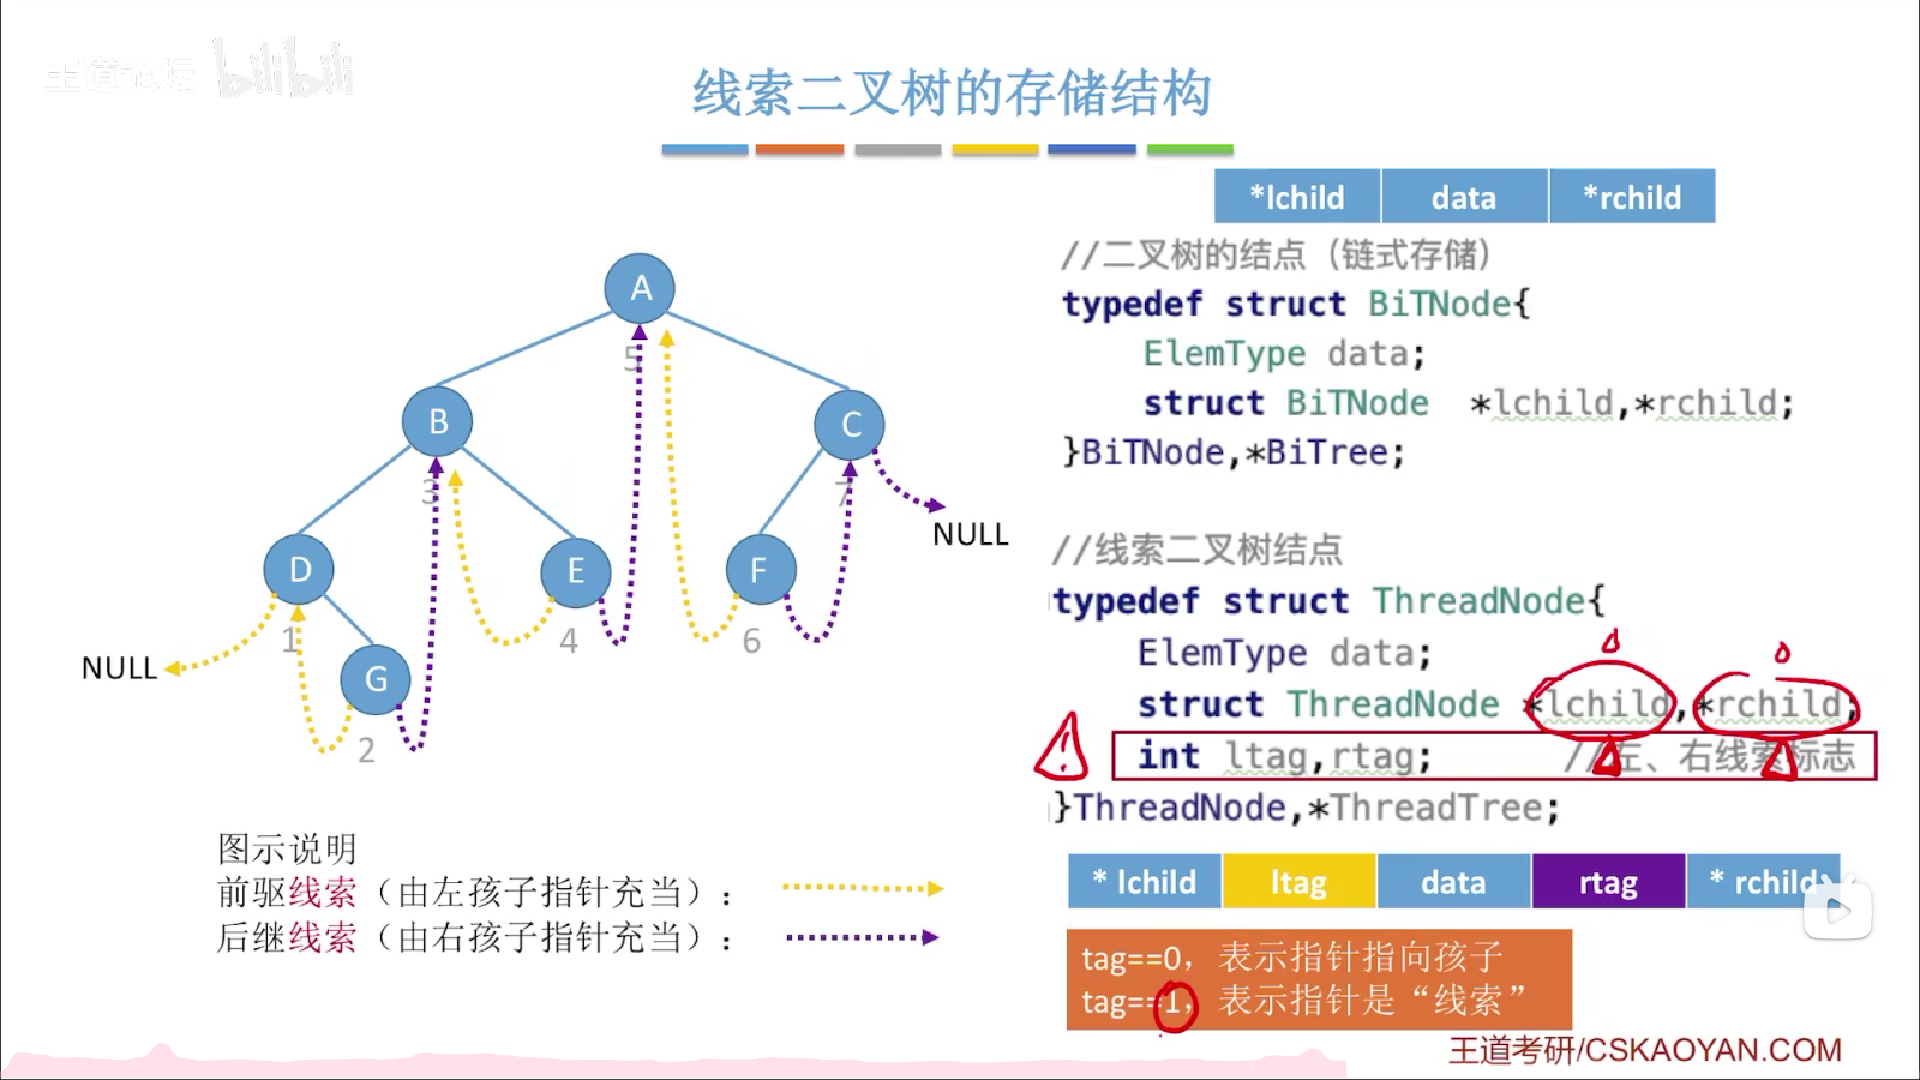 王道论坛 bilibili
线索二叉树的存储结构
*lchild data *rchild
//二叉树的结点（链式存储）
typedef struct BiTNode{
ElemType data;
struct BiTNode *lchild,*rchild;
}BiTNode,*BiTree;
//线索二叉树结点
typedef struct ThreadNode{
ElemType data;
struct ThreadNode *lchild,*rchild;
int ltag,rtag; //左、右线索标志
}ThreadNode,*ThreadTree;
* lchild ltag data rtag * rchild
tag==0，表示指针指向孩子
tag==1，表示指针是“线索”
A
5
B
C
3
7
NULL
D
E
F
1
4
6
NULL
G
2
图示说明
前驱线索（由左孩子指针充当）：
后继线索（由右孩子指针充当）：
王道考研/CSKAOYAN.COM